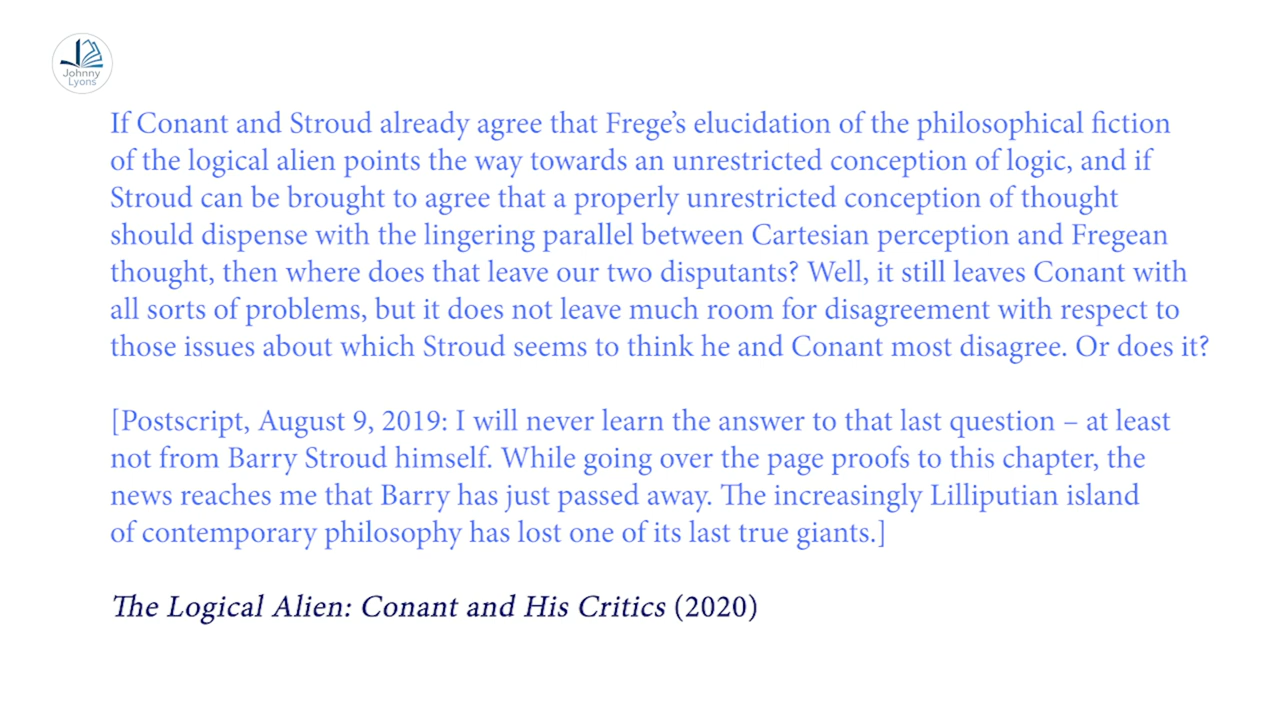 Johnny
Lyons
If Conant and Stroud already agree that Frege’s elucidation of the philosophical fiction
of the logical alien points the way towards an unrestricted conception of logic, and if
Stroud can be brought to agree that a properly unrestricted conception of thought
should dispense with the lingering parallel between Cartesian perception and Fregean
thought, then where does that leave our two disputants? Well, it still leaves Conant with
all sorts of problems, but it does not leave much room for disagreement with respect to
those issues about which Stroud seems to think he and Conant most disagree. Or does it?
[Postscript, August 9, 2019: I will never learn the answer to that last question – at least
not from Barry Stroud himself. While going over the page proofs to this chapter, the
news reaches me that Barry has just passed away. The increasingly Lilliputian island
of contemporary philosophy has lost one of its last true giants.]
The Logical Alien: Conant and His Critics (2020)